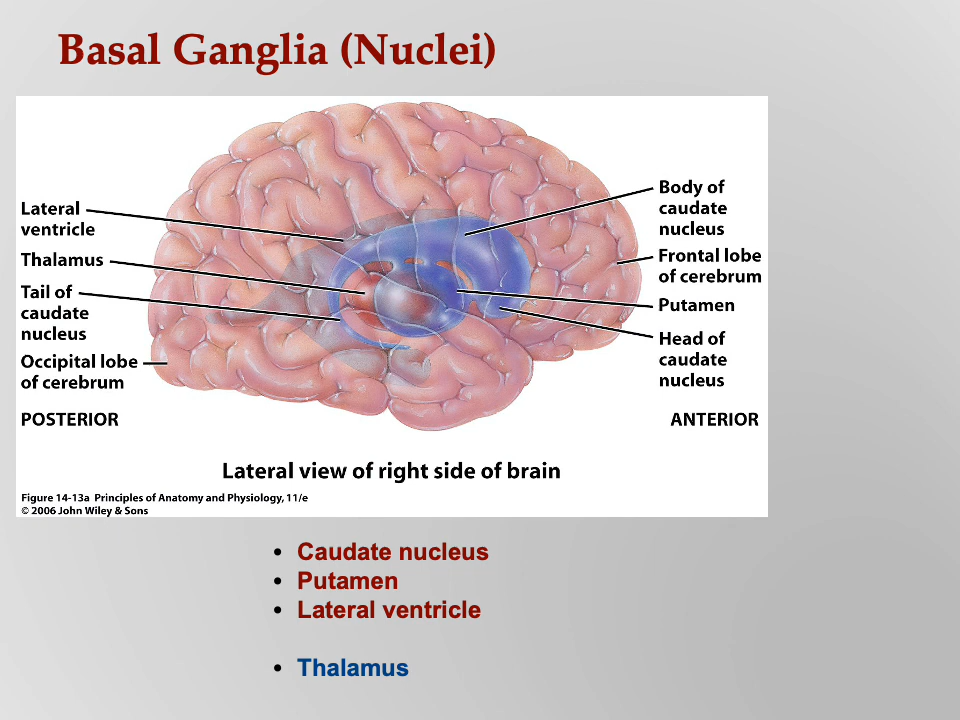 Basal Ganglia (Nuclei)
Lateral
ventricle
Thalamus
Tail of
caudate
nucleus
Occipital lobe
of cerebrum
POSTERIOR
Body of
caudate
nucleus
Frontal lobe
of cerebrum
Putamen
Head of
caudate
nucleus
ANTERIOR
Lateral view of right side of brain
Figure 14-13a Principles of Anatomy and Physiology, 11/e
© 2006 John Wiley & Sons
• Caudate nucleus
• Putamen
• Lateral ventricle
• Thalamus